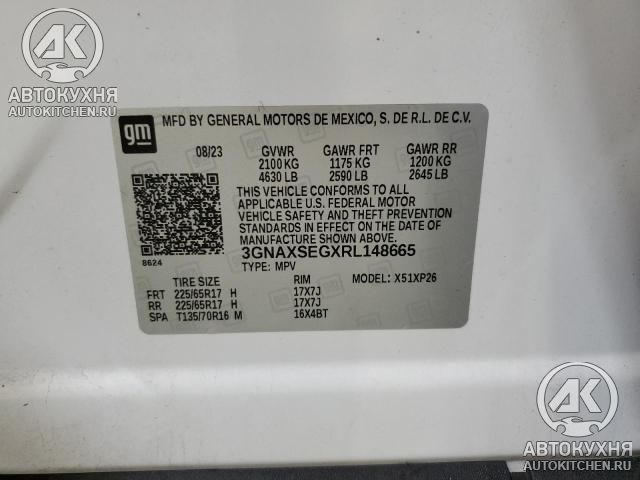 АВТОКУХНЯ
AUTOKITCHEN.RU
gm
MFD BY GENERAL MOTORS DE MEXICO, S. DE R.L. DE C.V.
08/23 GVWR GAWR FRT GAWR RR
2100 KG 1175 KG 1200 KG
4630 LB 2590 LB 2645 LB
THIS VEHICLE CONFORMS TO ALL
APPLICABLE U.S. FEDERAL MOTOR
VEHICLE SAFETY AND THEFT PREVENTION
STANDARDS IN EFFECT ON THE DATE
OF MANUFACTURE SHOWN ABOVE.
8624 3GNAXSEGXRL148665
TYPE: MPV MODEL: X51XP26
TIRE SIZE RIM
FRT 225/65R17 H 17X7J
RR 225/65R17 H 17X7J
SPA T135/70R16 M 16X4BT
AK
АВТОКУХНЯ
AUTOKITCHEN.RU